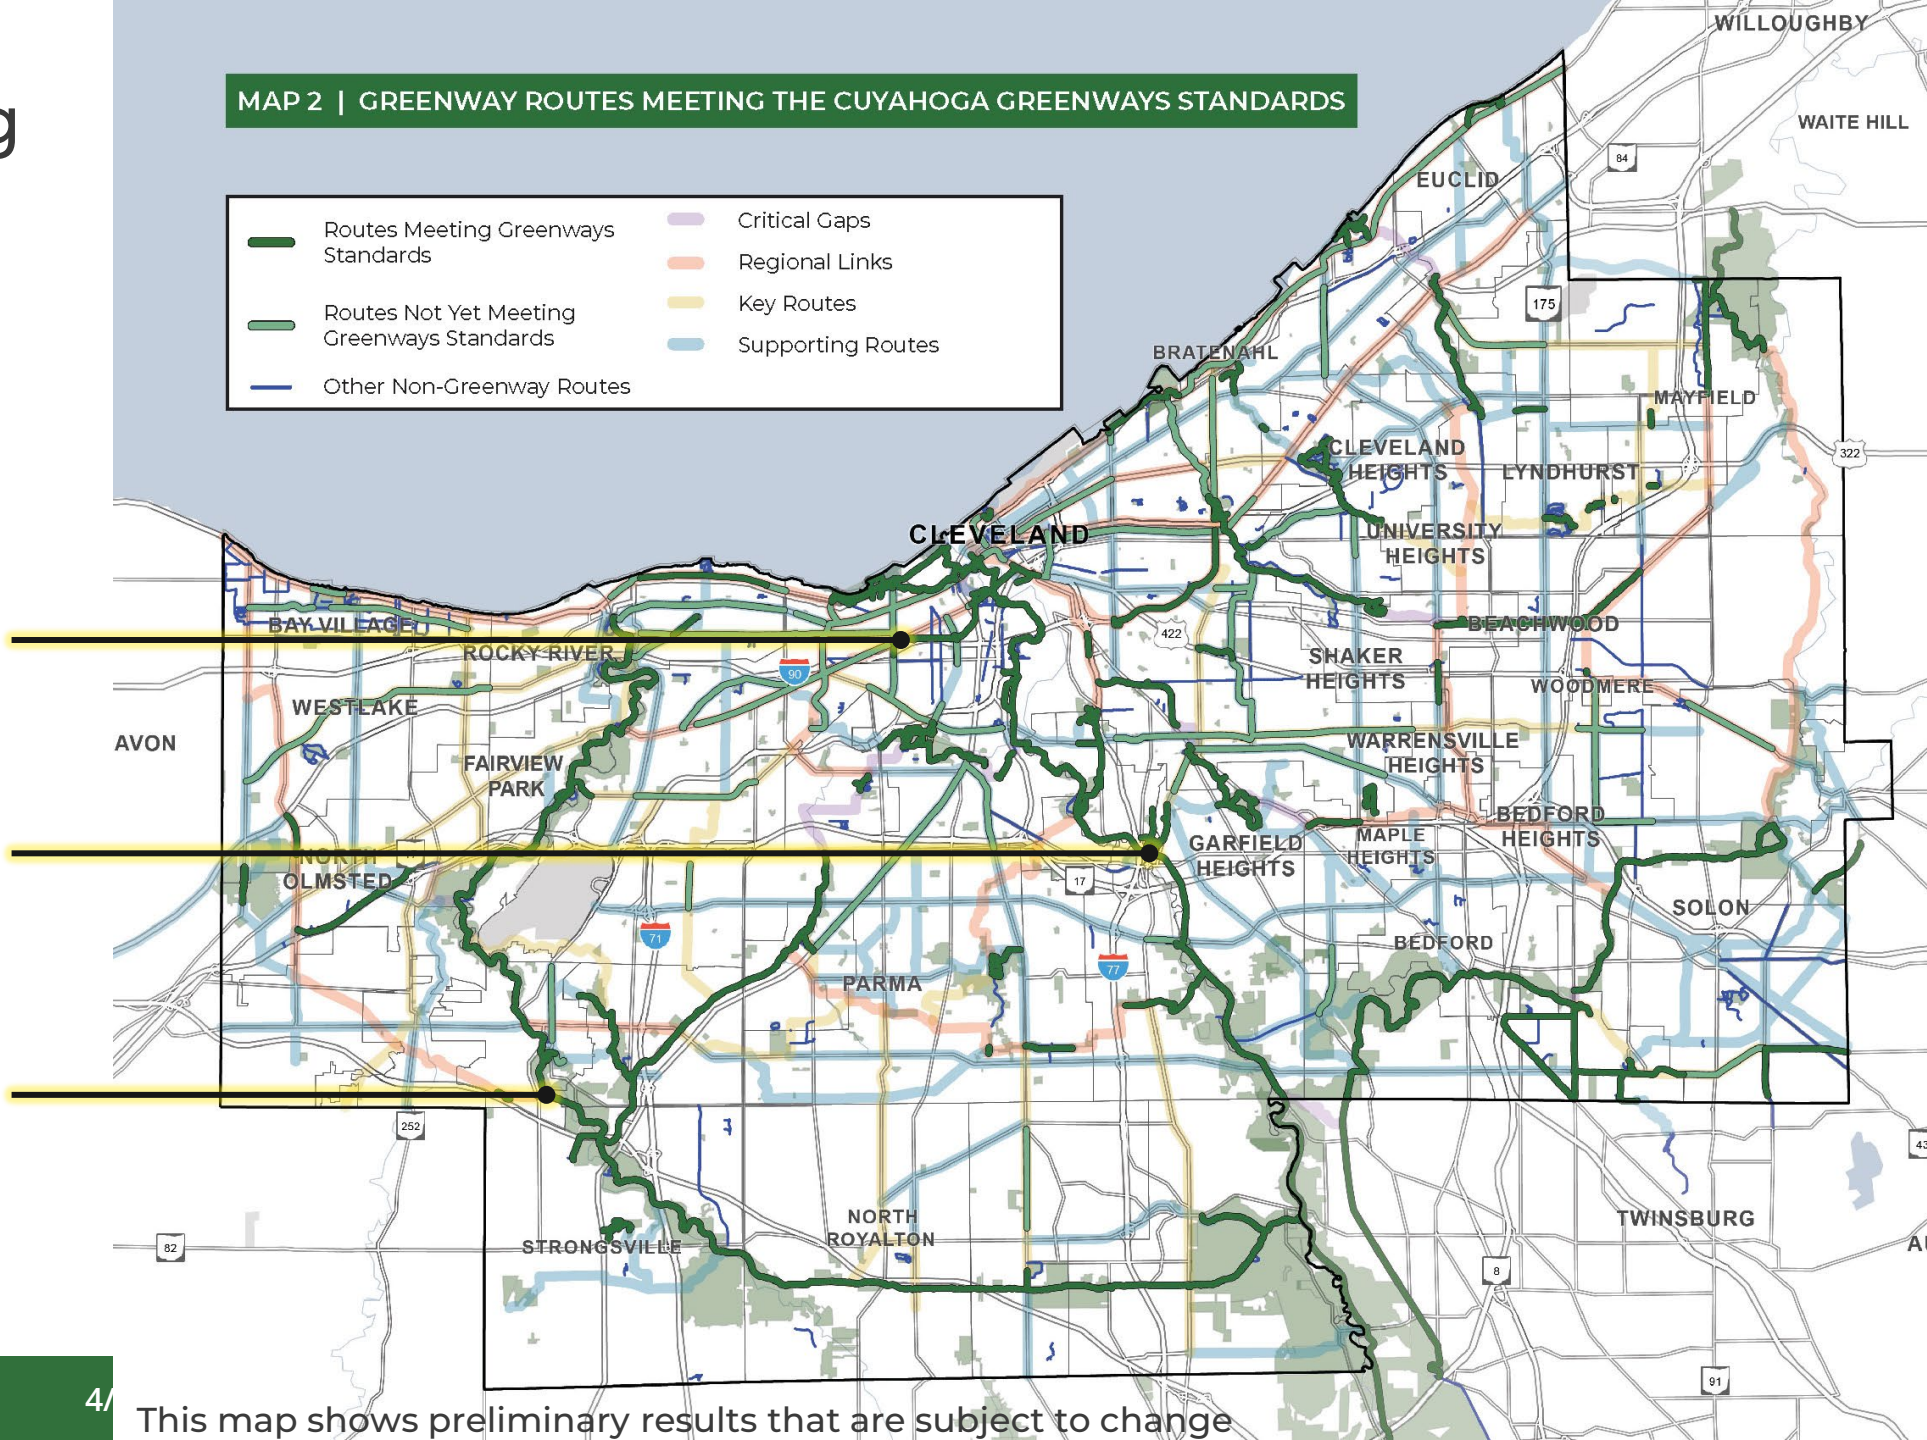 g
MAP 2 | GREENWAY ROUTES MEETING THE CUYAHOGA GREENWAYS STANDARDS
Routes Meeting Greenways
Standards
Routes Not Yet Meeting
Greenways Standards
Other Non-Greenway Routes
Critical Gaps
Regional Links
Key Routes
Supporting Routes
WILLOUGHBY
WAITE HILL
84
EUCLID
175
BRATENAHL
MAYFIELD
CLEVELAND
HEIGHTS
LYNDHURST
322
CLEVELAND
UNIVERSITY
HEIGHTS
BAY VILLAGE
BEACHWOOD
422
ROCKY RIVER
90
SHAKER
HEIGHTS
WOODMERE
WESTLAKE
AVON
WARRENSVILLE
HEIGHTS
FAIRVIEW
PARK
BEDFORD
HEIGHTS
GARFIELD
HEIGHTS
MAPLE
HEIGHTS
NORTH
OLMSTED
17
SOLON
71
BEDFORD
77
PARMA
252
43
NORTH
ROYALTON
TWINSBURG
82
STRONGSVILLE
8
91
4/
This map shows preliminary results that are subject to change